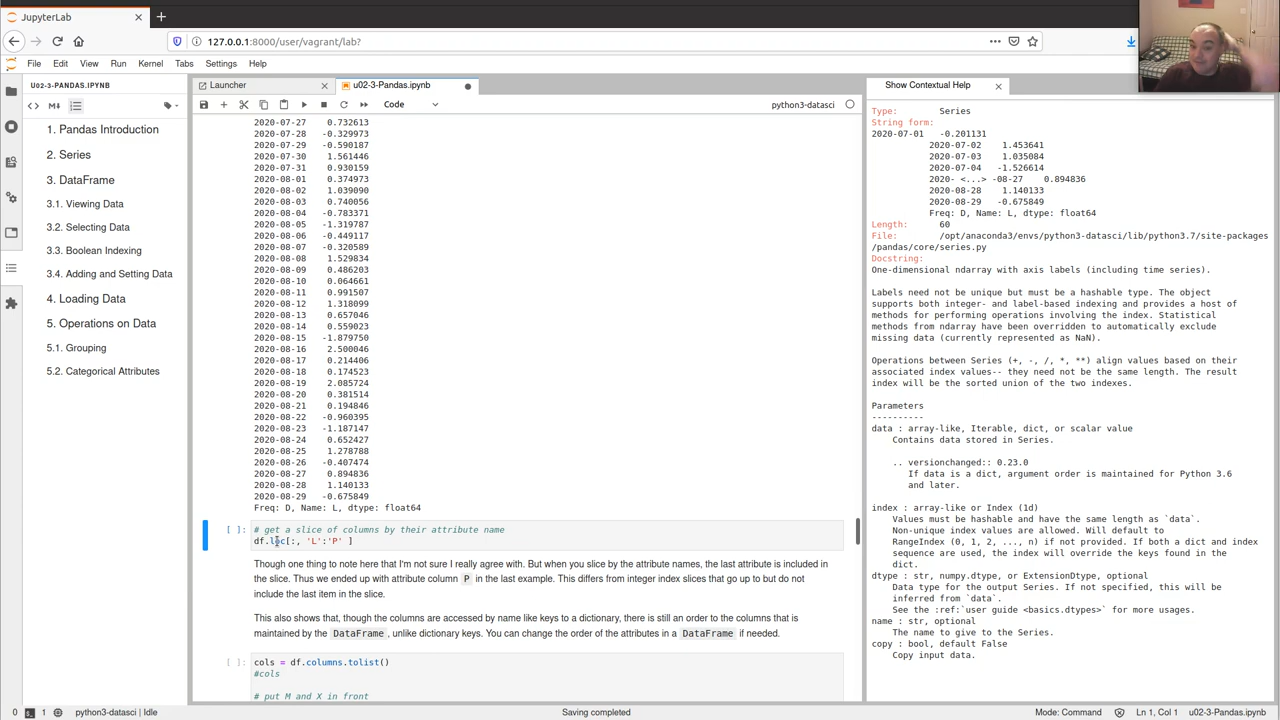 JupyterLab
127.0.0.1:8000/user/vagrant/lab?
File Edit View Run Kernel Tabs Settings Help
U02-3-PANDAS.IPYNB
1. Pandas Introduction
2. Series
3. DataFrame
3.1. Viewing Data
3.2. Selecting Data
3.3. Boolean Indexing
3.4. Adding and Setting Data
4. Loading Data
5. Operations on Data
5.1. Grouping
5.2. Categorical Attributes
Launcher
u02-3-Pandas.ipynb
Code
python3-datasci
2020-07-27 0.732613
2020-07-28 -0.329973
2020-07-29 -0.590187
2020-07-30 1.561446
2020-07-31 0.930159
2020-08-01 0.374973
2020-08-02 1.039090
2020-08-03 0.740056
2020-08-04 -0.783371
2020-08-05 -1.319787
2020-08-06 -0.449117
2020-08-07 -0.320589
2020-08-08 1.529834
2020-08-09 0.486203
2020-08-10 0.064661
2020-08-11 0.991507
2020-08-12 1.318099
2020-08-13 0.657046
2020-08-14 0.559023
2020-08-15 -1.879750
2020-08-16 2.500046
2020-08-17 0.214406
2020-08-18 0.174523
2020-08-19 2.085724
2020-08-20 0.381514
2020-08-21 0.194846
2020-08-22 -0.960395
2020-08-23 -1.187147
2020-08-24 0.652427
2020-08-25 1.278788
2020-08-26 -0.407474
2020-08-27 0.894836
2020-08-28 1.140133
2020-08-29 -0.675849
Freq: D, Name: L, dtype: float64
[ ]: # get a slice of columns by their attribute name
df.loc[:, 'L':'P' ]
Though one thing to note here that I'm not sure I really agree with. But when you slice by the attribute names, the last attribute is included in
the slice. Thus we ended up with attribute column P in the last example. This differs from integer index slices that go up to but do not
include the last item in the slice.
This also shows that, though the columns are accessed by name like keys to a dictionary, there is still an order to the columns that is
maintained by the DataFrame, unlike dictionary keys. You can change the order of the attributes in a DataFrame if needed.
[ ]: cols = df.columns.tolist()
#cols
# put M and X in front
Show Contextual Help
Type: Series
String form:
2020-07-01 -0.201131
2020-07-02 1.453641
2020-07-03 1.035084
2020-07-04 -1.526614
2020- <...> -08-27 0.894836
2020-08-28 1.140133
2020-08-29 -0.675849
Freq: D, Name: L, dtype: float64
Length: 60
File: /opt/anaconda3/envs/python3-datasci/lib/python3.7/site-packages
/pandas/core/series.py
Docstring:
One-dimensional ndarray with axis labels (including time series).
Labels need not be unique but must be a hashable type. The object
supports both integer- and label-based indexing and provides a host of
methods for performing operations involving the index. Statistical
methods from ndarray have been overridden to automatically exclude
missing data (currently represented as NaN).
Operations between Series (+, -, /, *, **) align values based on their
associated index values-- they need not be the same length. The result
index will be the sorted union of the two indexes.
Parameters
----------
data : array-like, Iterable, dict, or scalar value
Contains data stored in Series.
.. versionchanged:: 0.23.0
If data is a dict, argument order is maintained for Python 3.6
and later.
index : array-like or Index (1d)
Values must be hashable and have the same length as `data`.
Non-unique index values are allowed. Will default to
RangeIndex (0, 1, 2, ..., n) if not provided. If both a dict and index
sequence are used, the index will override the keys found in the
dict.
dtype : str, numpy.dtype, or ExtensionDtype, optional
Data type for the output Series. If not specified, this will be
inferred from `data`.
See the :ref:`user guide <basics.dtypes>` for more usages.
name : str, optional
The name to give to the Series.
copy : bool, default False
Copy input data.
0 1 python3-datasci | Idle
Saving completed
Mode: Command
Ln 1, Col 1
u02-3-Pandas.ipynb